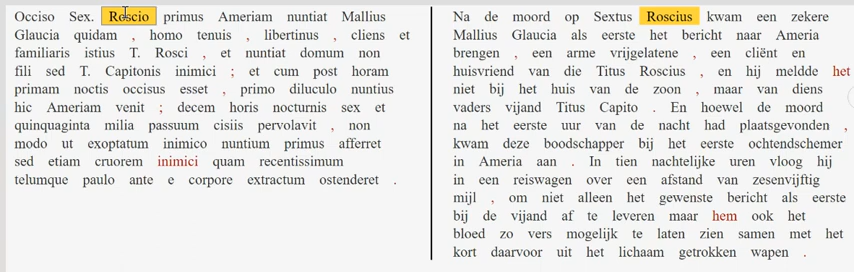 Occiso Sex. Roscio primus Ameriam nuntiat Mallius
Glaucia quidam , homo tenuis , libertinus , cliens et
familiaris istius T. Rosci , et nuntiat domum non
fili sed T. Capitonis inimici ; et cum post horam
primam noctis occisus esset , primo diluculo nuntius
hic Ameriam venit ; decem horis nocturnis sex et
quinquaginta milia passuum cisiis pervolavit , non
modo ut exoptatum inimico nuntium primus afferret
sed etiam cruorem inimici quam recentissimum
telumque paulo ante e corpore extractum ostenderet .
Na de moord op Sextus Roscius kwam een zekere
Mallius Glaucia als eerste het bericht naar Ameria
brengen , een arme vrijgelatene , een cliënt en
huisvriend van die Titus Roscius , en hij meldde het
niet bij het huis van de zoon , maar van diens
vaders vijand Titus Capito . En hoewel de moord
na het eerste uur van de nacht had plaatsgevonden ,
kwam deze boodschapper bij het eerste ochtendschemer
in Ameria aan . In tien nachtelijke uren vloog hij
in een reiswagen over een afstand van zesenvijftig
mijl , om niet alleen het gewenste bericht als eerste
bij de vijand af te leveren maar hem ook het
bloed zo vers mogelijk te laten zien samen met het
kort daarvoor uit het lichaam getrokken wapen .